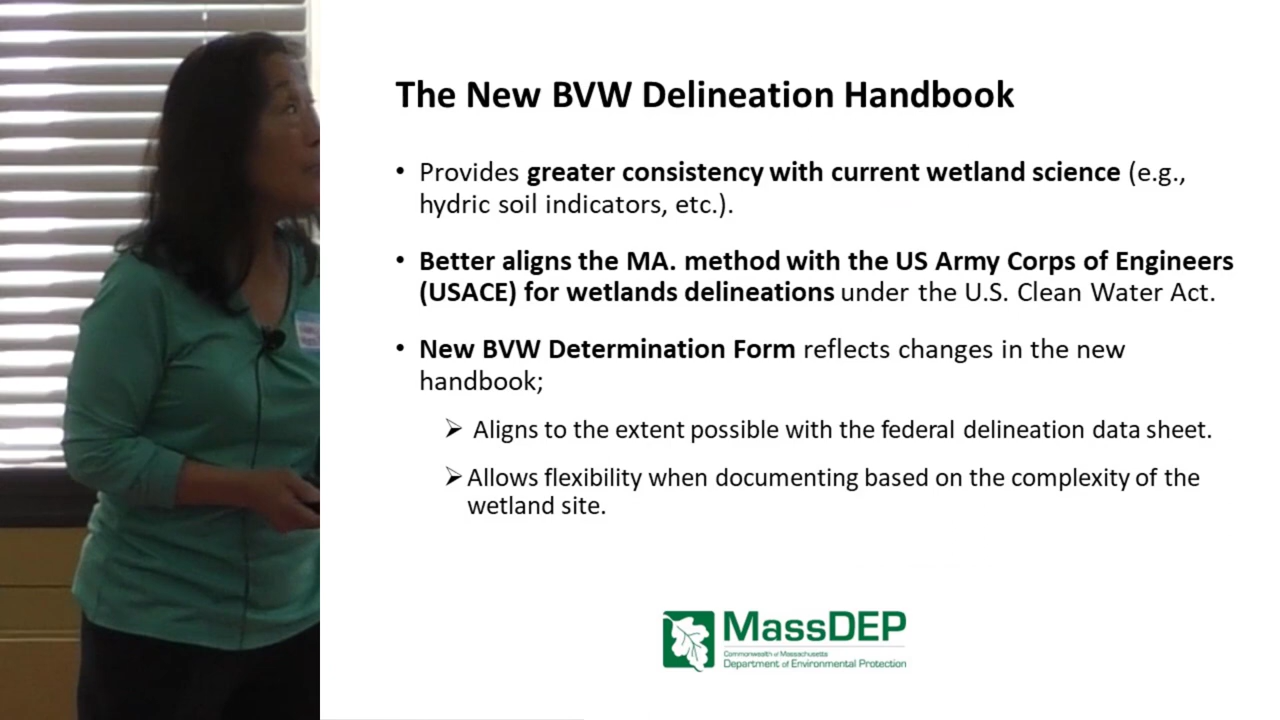 The New BVW Delineation Handbook
• Provides greater consistency with current wetland science (e.g.,
hydric soil indicators, etc.).
• Better aligns the MA. method with the US Army Corps of Engineers
(USACE) for wetlands delineations under the U.S. Clean Water Act.
• New BVW Determination Form reflects changes in the new
handbook;
➢ Aligns to the extent possible with the federal delineation data sheet.
➢ Allows flexibility when documenting based on the complexity of the
wetland site.
MassDEP
Commonwealth of Massachusetts
Department of Environmental Protection